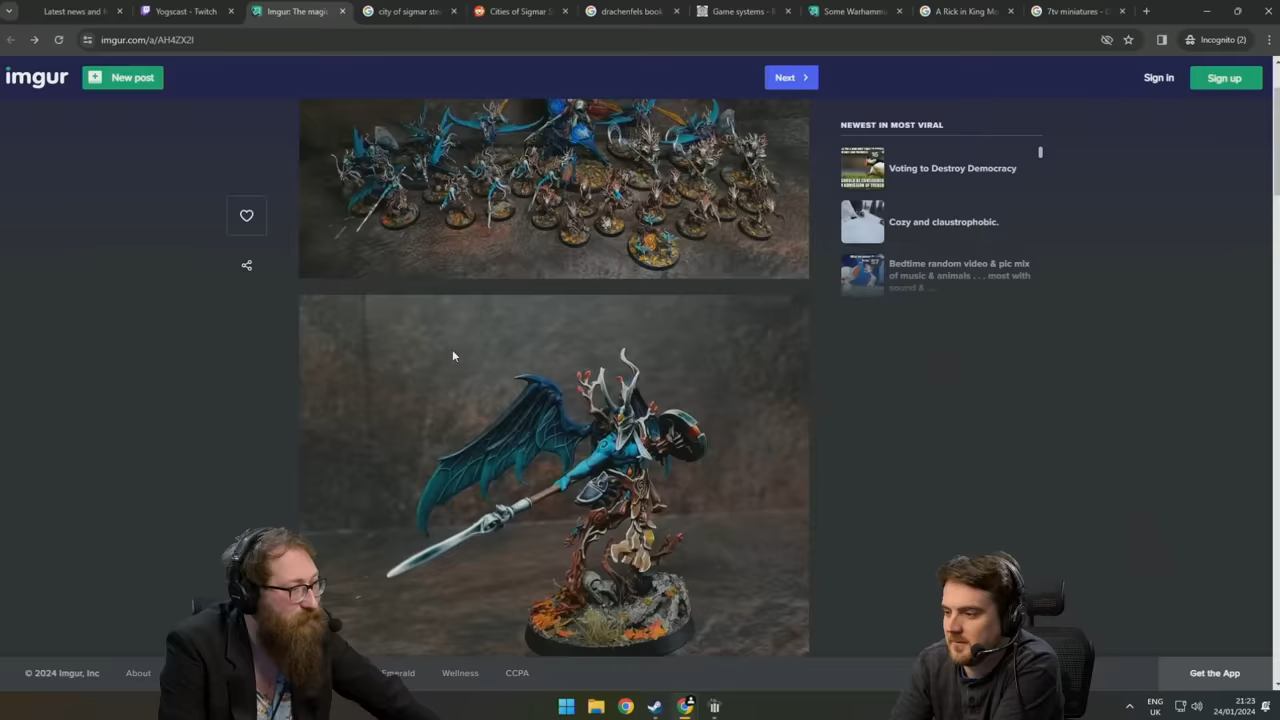 Latest news and
Yogscast - Twitch
Imgur: The magi
city of sigmar ste
Cities of Sigmar S
drachenfels book
Game systems - R
Some Warhammer
A Rick in King Me
7tv miniatures -
imgur.com/a/AH4ZX2I
Incognito (2)
imgur
New post
Next
Sign in
Sign up
NEWEST IN MOST VIRAL
Voting to Destroy Democracy
Cozy and claustrophobic.
Bedtime random video & pic mix
of music & animals . . . most with
sound & ...
© 2024 Imgur, Inc
About
Emerald
Wellness
CCPA
Get the App
ENG
UK
21:23
24/01/2024